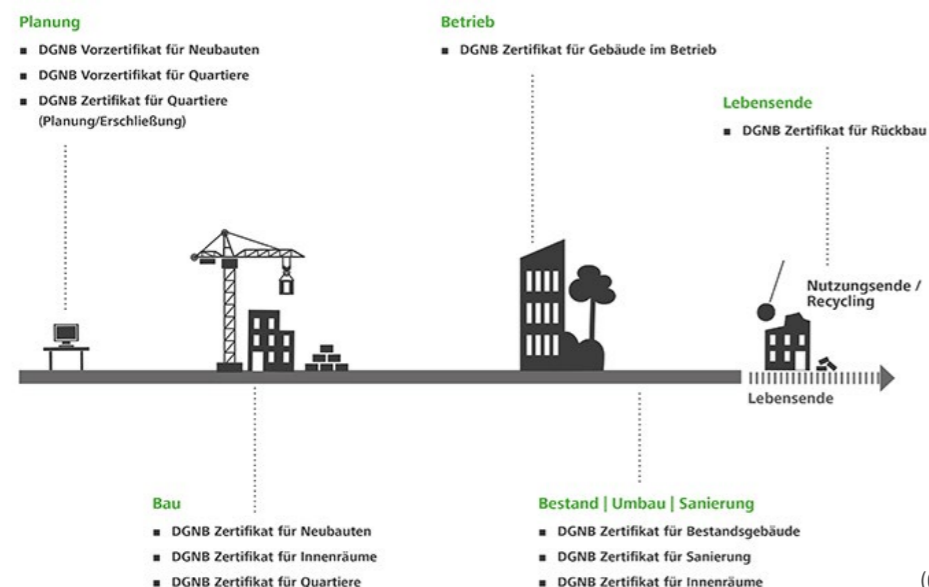 Planung
▪ DGNB Vorzertifikat für Neubauten
▪ DGNB Vorzertifikat für Quartiere
▪ DGNB Zertifikat für Quartiere
(Planung/Erschließung)
Betrieb
▪ DGNB Zertifikat für Gebäude im Betrieb
Lebensende
▪ DGNB Zertifikat für Rückbau
Nutzungsende /
Recycling
Lebensende
Bau
▪ DGNB Zertifikat für Neubauten
▪ DGNB Zertifikat für Innenräume
▪ DGNB Zertifikat für Quartiere
Bestand | Umbau | Sanierung
▪ DGNB Zertifikat für Bestandsgebäude
▪ DGNB Zertifikat für Sanierung
▪ DGNB Zertifikat für Innenräume